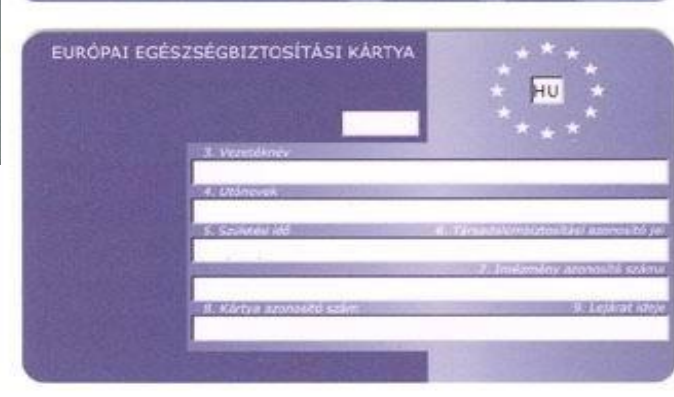 EURÓPAI EGÉSZSÉGBIZTOSÍTÁSI KÁRTYA
HU
3. Vezetéknév
4. Utónevek
5. Születési idő 6. Társadalombiztosítási azonosító jel
7. Intézmény azonosító száma
8. Kártya azonosító szám 9. Lejárat ideje